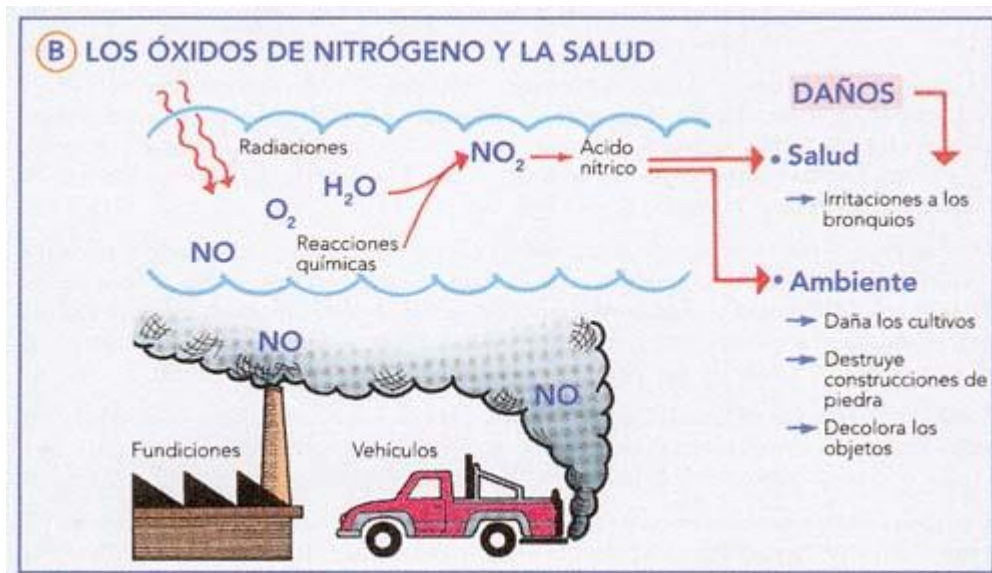 B LOS ÓXIDOS DE NITRÓGENO Y LA SALUD
DAÑOS
Radiaciones
NO₂
Acido
nítrico
• Salud
H₂O
O₂
Irritaciones a los
bronquios
NO
Reacciones
químicas
• Ambiente
Daña los cultivos
NO
Destruye
construcciones de
piedra
NO
Decolora los
objetos
Fundiciones
Vehículos